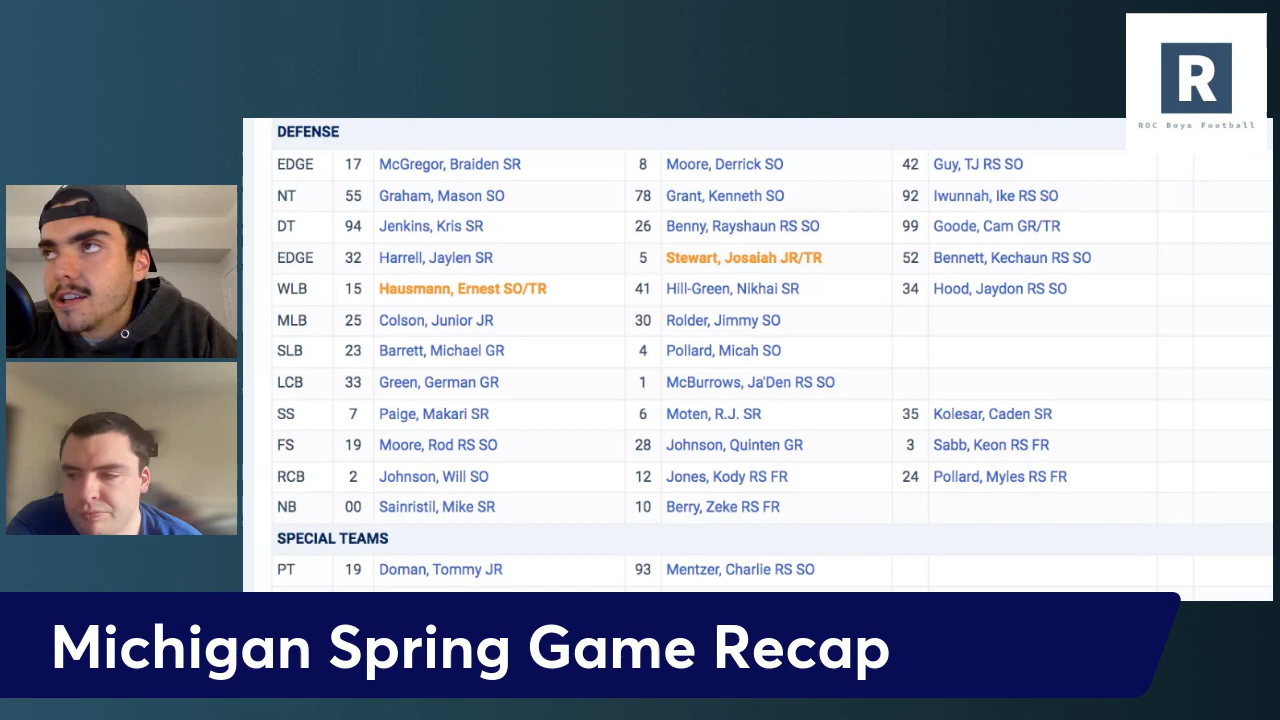 R
ROC Boys Football
DEFENSE
EDGE 17 McGregor, Braiden SR 8 Moore, Derrick SO 42 Guy, TJ RS SO
NT 55 Graham, Mason SO 78 Grant, Kenneth SO 92 Iwunnah, Ike RS SO
DT 94 Jenkins, Kris SR 26 Benny, Rayshaun RS SO 99 Goode, Cam GR/TR
EDGE 32 Harrell, Jaylen SR 5 Stewart, Josaiah JR/TR 52 Bennett, Kechaun RS SO
WLB 15 Hausmann, Ernest SO/TR 41 Hill-Green, Nikhai SR 34 Hood, Jaydon RS SO
MLB 25 Colson, Junior JR 30 Rolder, Jimmy SO
SLB 23 Barrett, Michael GR 4 Pollard, Micah SO
LCB 33 Green, German GR 1 McBurrows, Ja'Den RS SO
SS 7 Paige, Makari SR 6 Moten, R.J. SR 35 Kolesar, Caden SR
FS 19 Moore, Rod RS SO 28 Johnson, Quinten GR 3 Sabb, Keon RS FR
RCB 2 Johnson, Will SO 12 Jones, Kody RS FR 24 Pollard, Myles RS FR
NB 00 Sainristil, Mike SR 10 Berry, Zeke RS FR
SPECIAL TEAMS
PT 19 Doman, Tommy JR 93 Mentzer, Charlie RS SO
Michigan Spring Game Recap